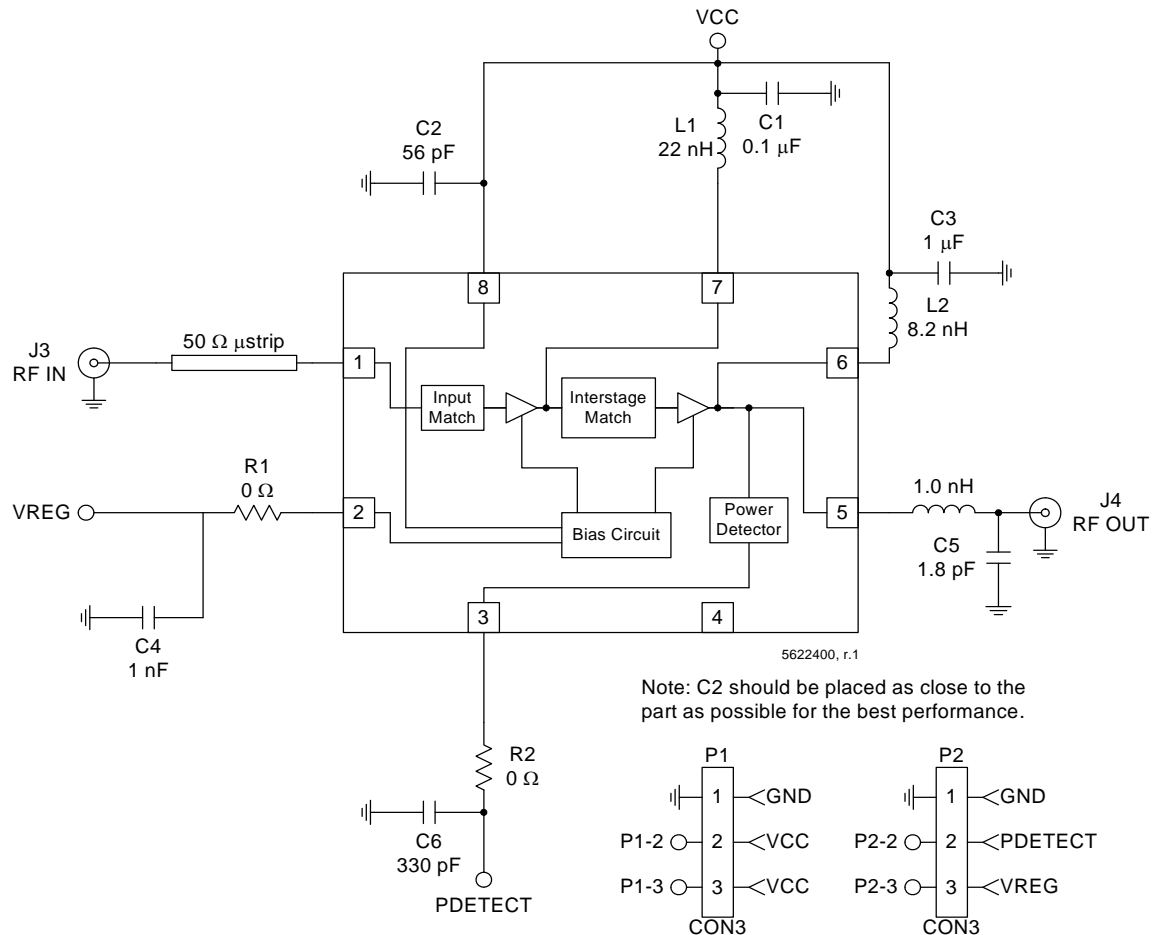 VCC
C2
56 pF
L1
22 nH
C1
0.1 μF
C3
1 μF
L2
8.2 nH
8
7
J3
RF IN
50 Ω μstrip
1
6
Input
Match
Interstage
Match
R1
0 Ω
VREG
2
Bias Circuit
Power
Detector
5
1.0 nH
J4
RF OUT
C5
1.8 pF
C4
1 nF
3
4
5622400, r.1
Note: C2 should be placed as close to the
part as possible for the best performance.
R2
0 Ω
C6
330 pF
PDETECT
P1
1
GND
P1-2
2
VCC
P1-3
3
VCC
CON3
P2
1
GND
P2-2
2
PDETECT
P2-3
3
VREG
CON3